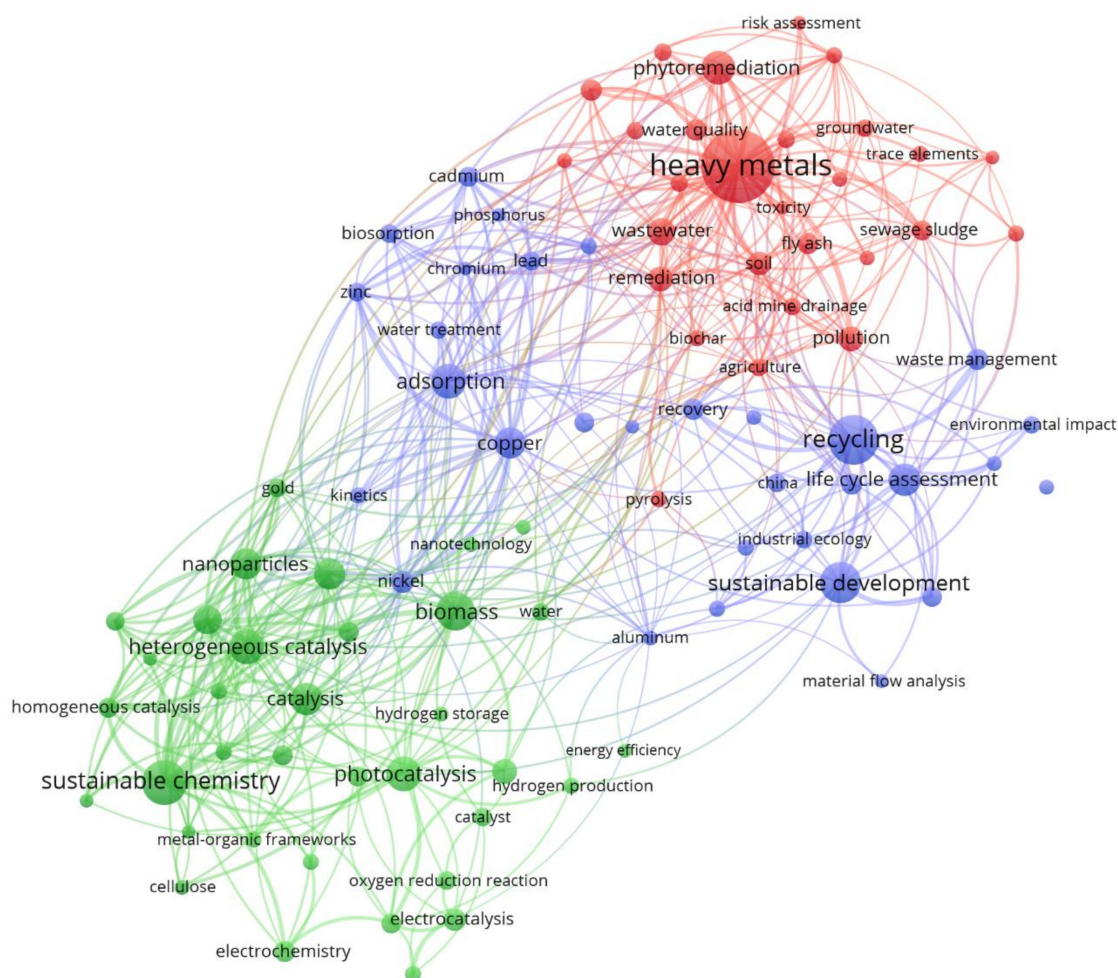 risk assessment
phytoremediation
water quality
groundwater
heavy metals
trace elements
cadmium
toxicity
phosphorus
biosorption
wastewater
sewage sludge
fly ash
lead
chromium
soil
remediation
zinc
acid mine drainage
water treatment
biochar
pollution
waste management
agriculture
adsorption
recovery
environmental impact
copper
recycling
gold
kinetics
pyrolysis
china
life cycle assessment
nanotechnology
industrial ecology
nanoparticles
nickel
sustainable development
biomass
water
aluminum
heterogeneous catalysis
material flow analysis
catalysis
homogeneous catalysis
hydrogen storage
energy efficiency
sustainable chemistry
photocatalysis
hydrogen production
catalyst
metal-organic frameworks
cellulose
oxygen reduction reaction
electrocatalysis
electrochemistry